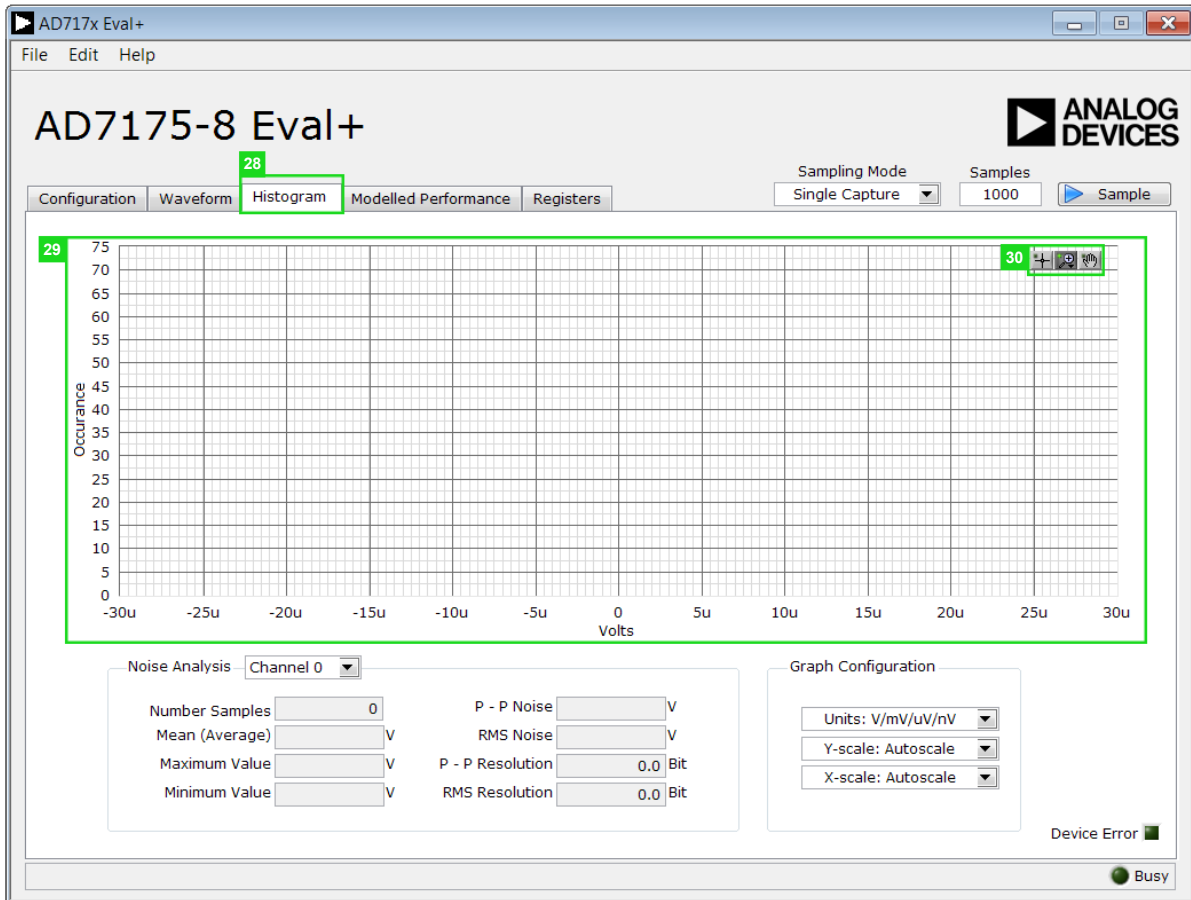 AD717x Eval+
File Edit Help
AD7175-8 Eval+
ANALOG
DEVICES
28
Sampling Mode
Samples
Configuration Waveform Histogram Modelled Performance Registers
Single Capture
1000
Sample
29
30
75
70
65
60
55
50
45
40
35
30
25
20
15
10
5
0
Occurance
-30u -25u -20u -15u -10u -5u 0 5u 10u 15u 20u 25u 30u
Volts
Noise Analysis Channel 0
Number Samples 0
Mean (Average) V
Maximum Value V
Minimum Value V
P - P Noise V
RMS Noise V
P - P Resolution 0.0 Bit
RMS Resolution 0.0 Bit
Graph Configuration
Units: V/mV/uV/nV
Y-scale: Autoscale
X-scale: Autoscale
Device Error
Busy